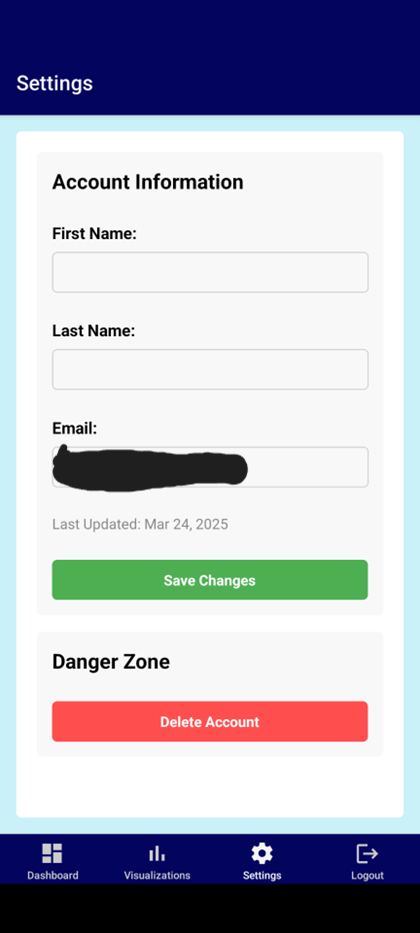 Settings
Account Information
First Name:
Last Name:
Email:
Last Updated: Mar 24, 2025
Save Changes
Danger Zone
Delete Account
Dashboard
Visualizations
Settings
Logout